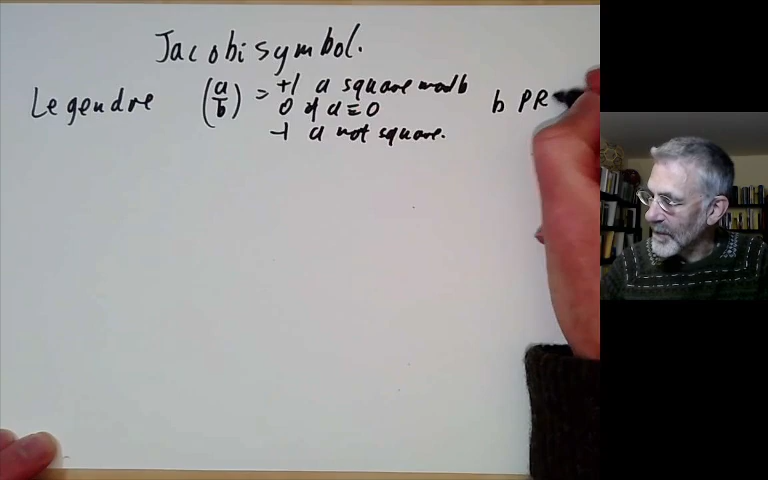 Jacobi symbol.
Legendre (a/b) = +1 a square mod b b PR
0 if a ≡ 0
-1 a not square.